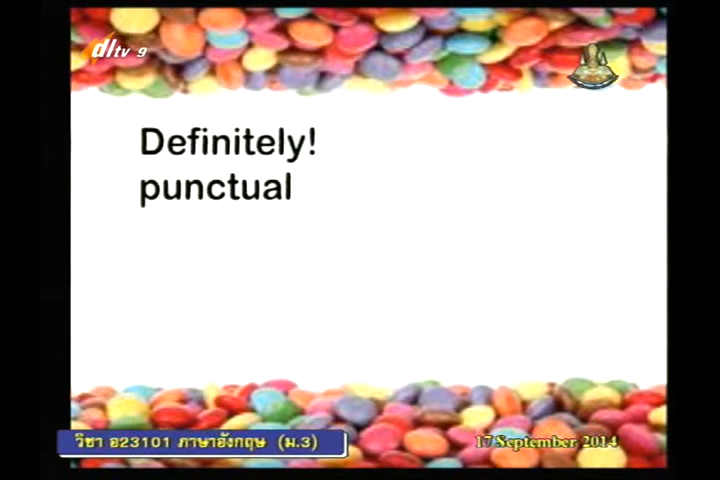 dltv 9
Definitely!
punctual
วิชา อ23101 ภาษาอังกฤษ (ม.3)
17 September 2014